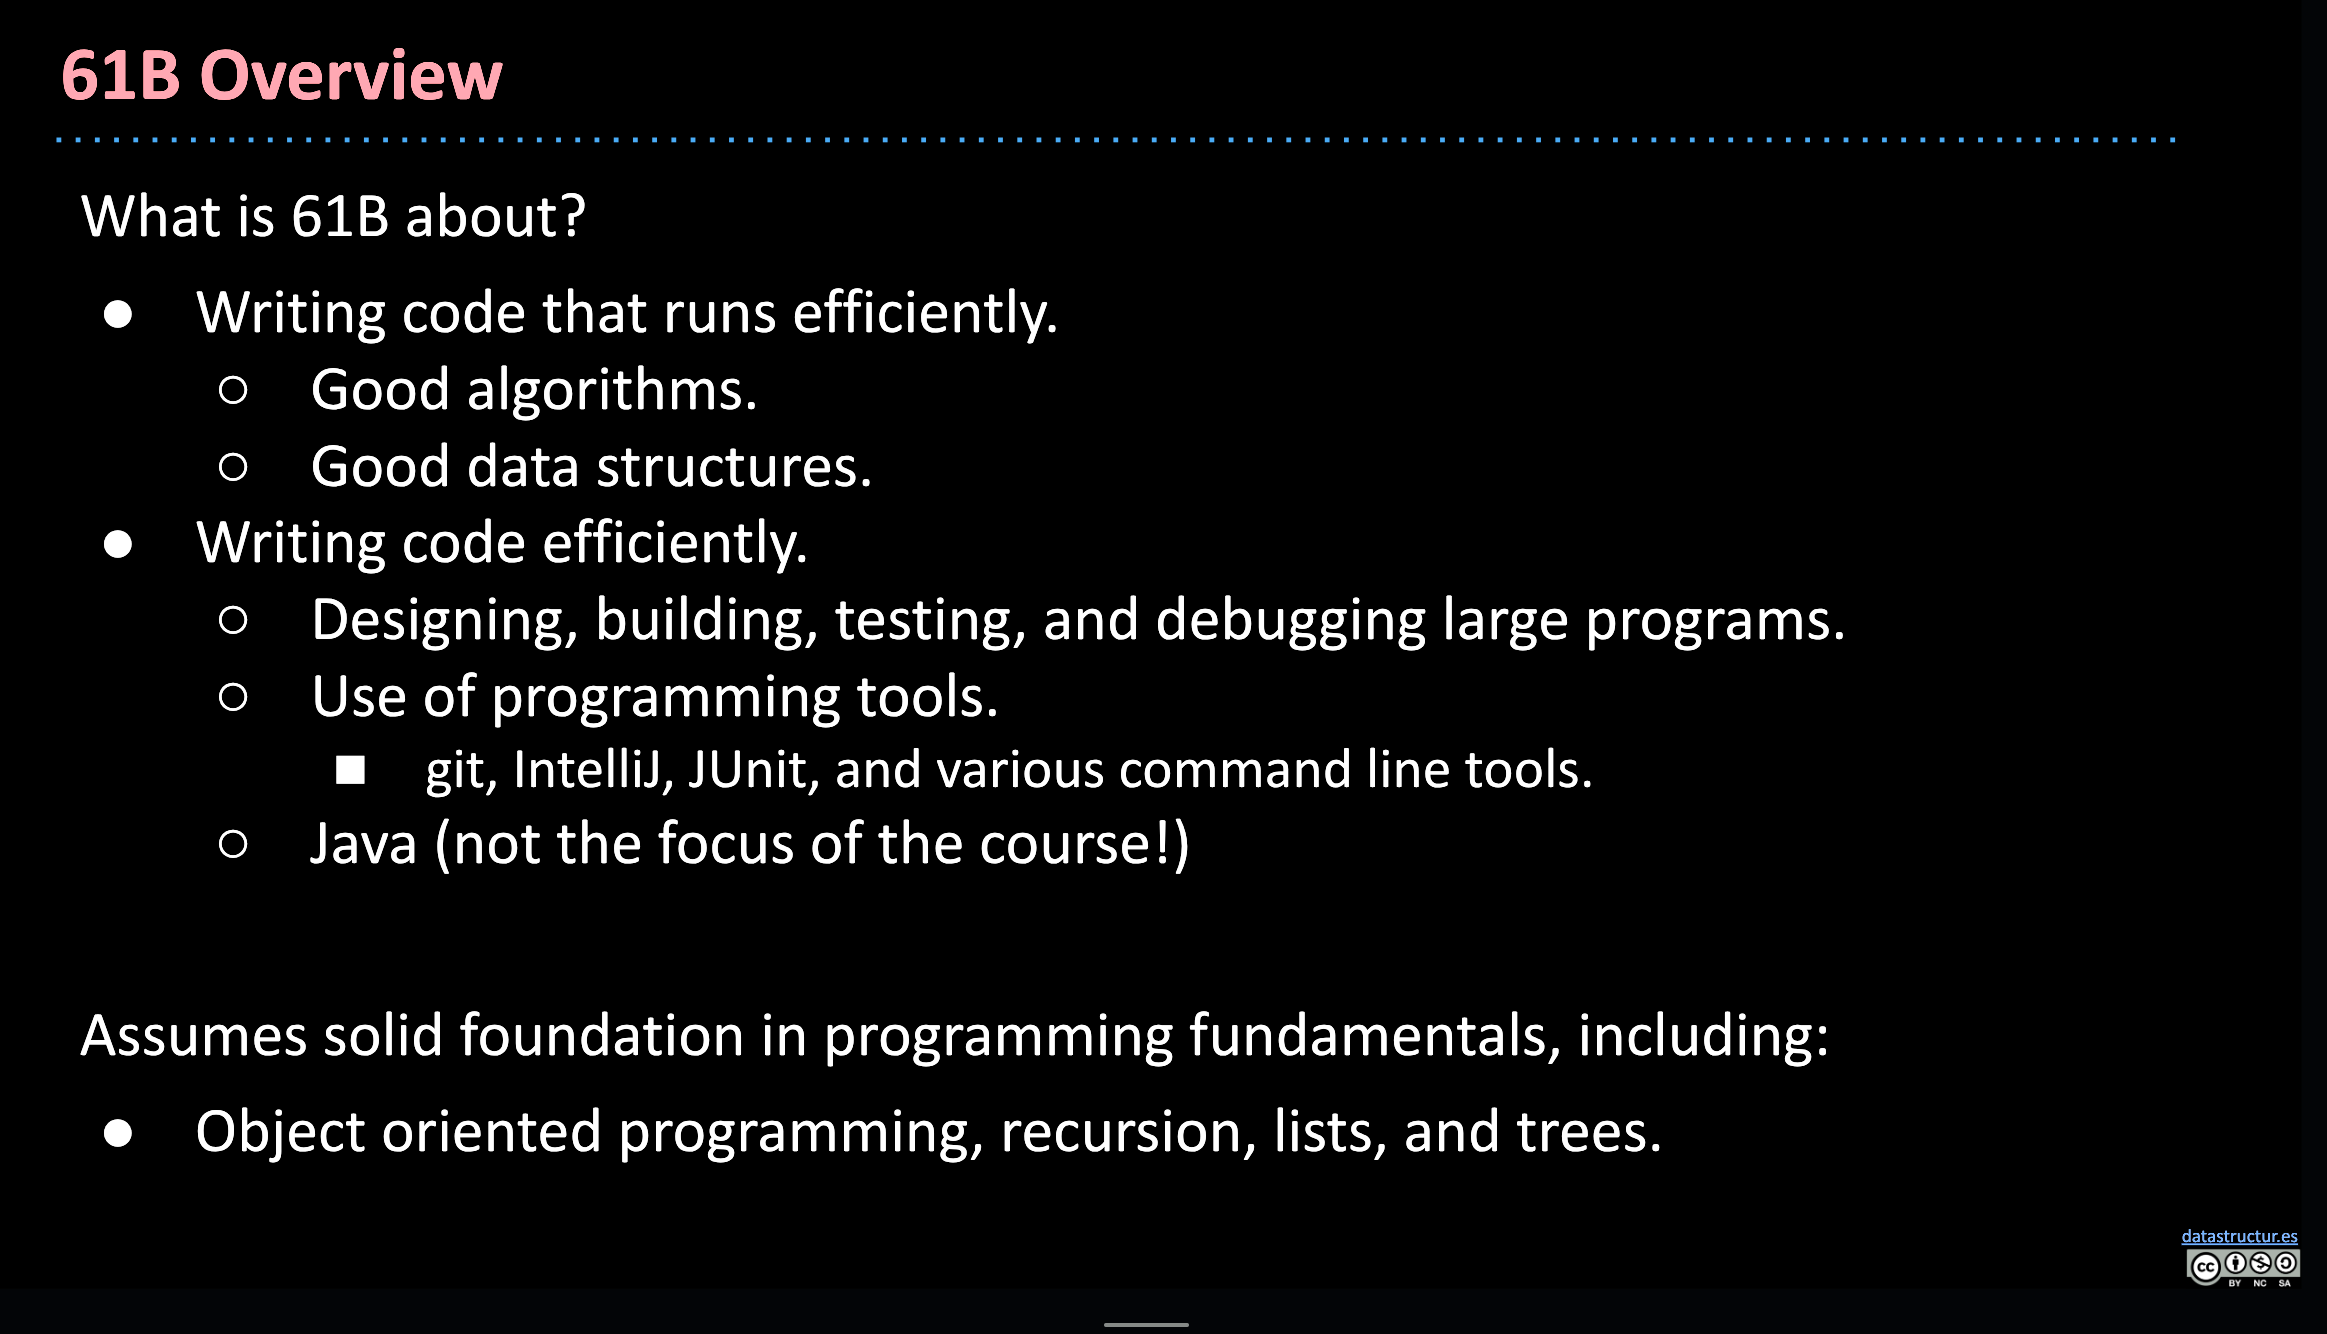 61B Overview
What is 61B about?
● Writing code that runs efficiently.
○ Good algorithms.
○ Good data structures.
● Writing code efficiently.
○ Designing, building, testing, and debugging large programs.
○ Use of programming tools.
■ git, IntelliJ, JUnit, and various command line tools.
○ Java (not the focus of the course!)
Assumes solid foundation in programming fundamentals, including:
● Object oriented programming, recursion, lists, and trees.
datastructur.es
cc
BY NC SA